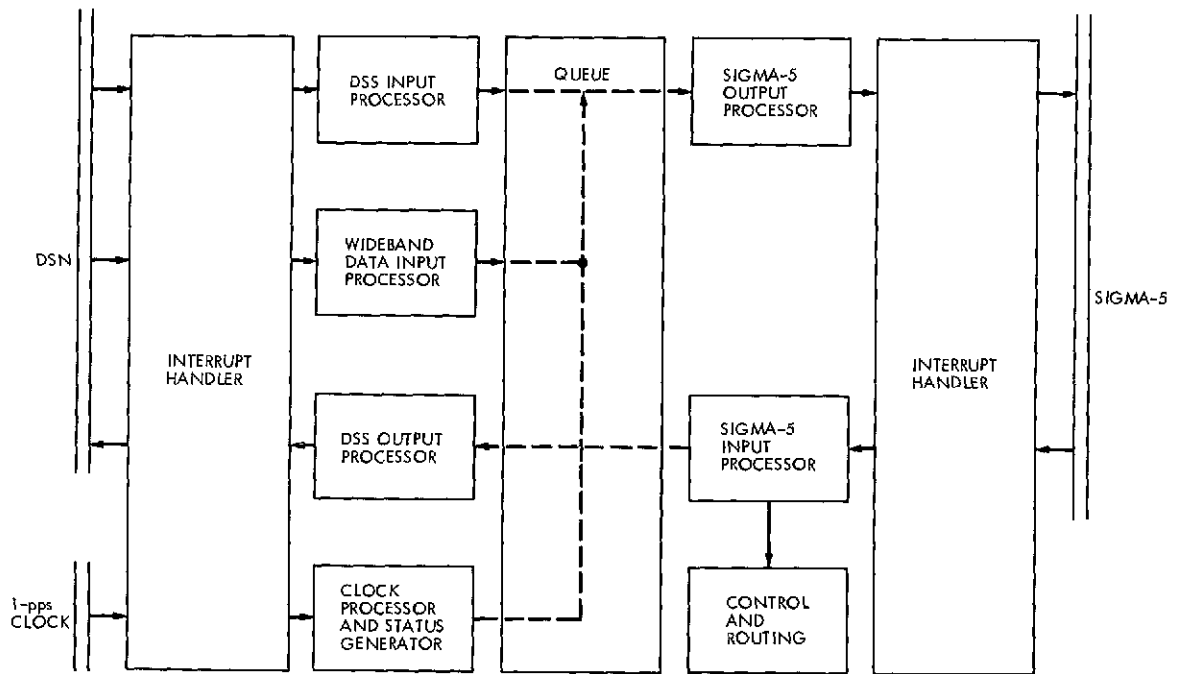 DSS INPUT
PROCESSOR
QUEUE
SIGMA-5
OUTPUT
PROCESSOR
DSN
WIDEBAND
DATA INPUT
PROCESSOR
SIGMA-5
INTERRUPT
HANDLER
INTERRUPT
HANDLER
DSS OUTPUT
PROCESSOR
SIGMA-5
INPUT
PROCESSOR
1-pps
CLOCK
CLOCK
PROCESSOR
AND STATUS
GENERATOR
CONTROL
AND
ROUTING